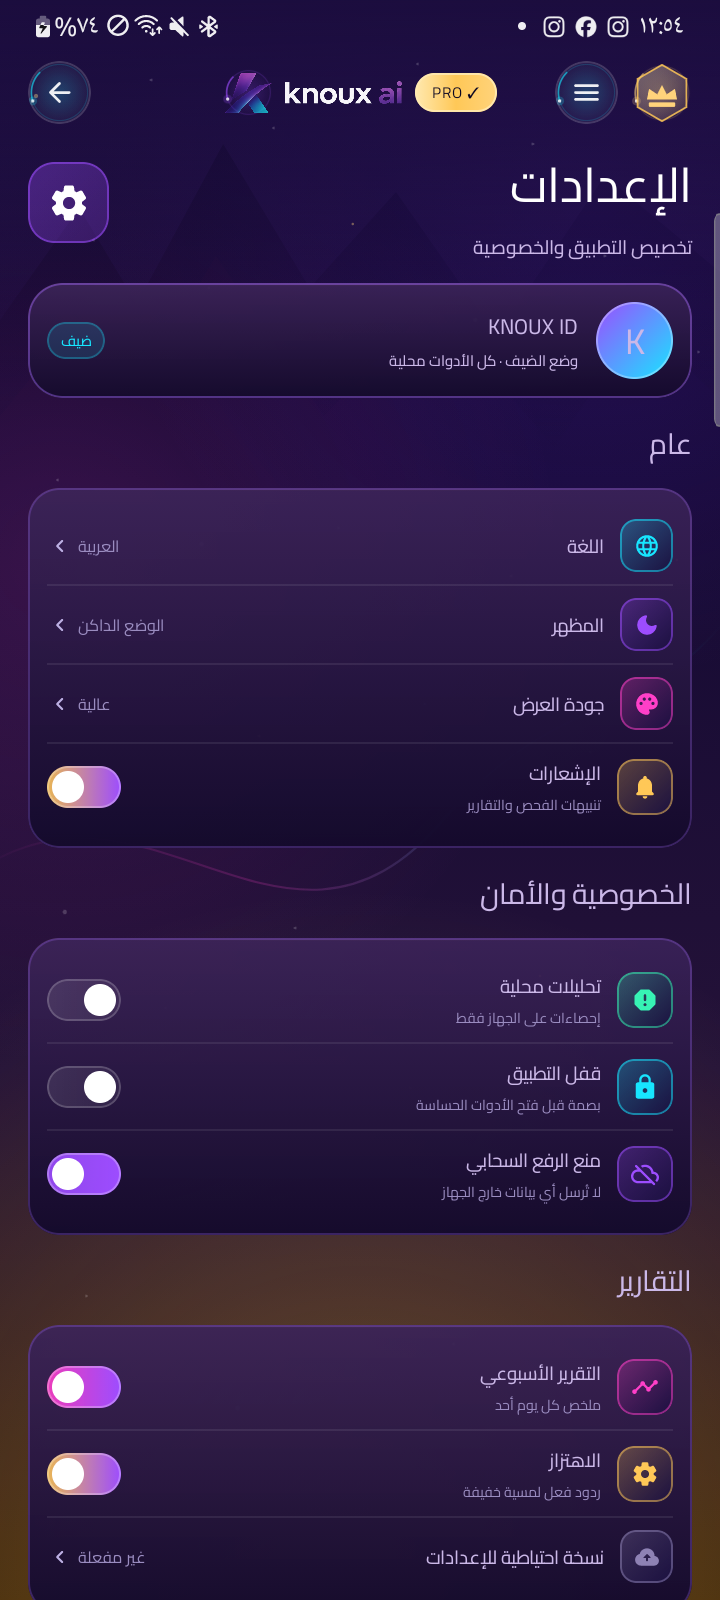 ١٢:٥٤
%٧٤
knoux ai
PRO ✓
الإعدادات
تخصيص التطبيق والخصوصية
K
KNOUX ID
وضع الضيف · كل الأدوات محلية
ضيف
عام
اللغة
العربية
المظهر
الوضع الداكن
جودة العرض
عالية
الإشعارات
تنبيهات الفحص والتقارير
الخصوصية والأمان
تحليلات محلية
إحصاءات على الجهاز فقط
قفل التطبيق
بصمة قبل فتح الأدوات الحساسة
منع الرفع السحابي
لا تُرسل أي بيانات خارج الجهاز
التقارير
التقرير الأسبوعي
ملخص كل يوم أحد
الاهتزاز
ردود فعل لمسية خفيفة
نسخة احتياطية للإعدادات
غير مفعلة